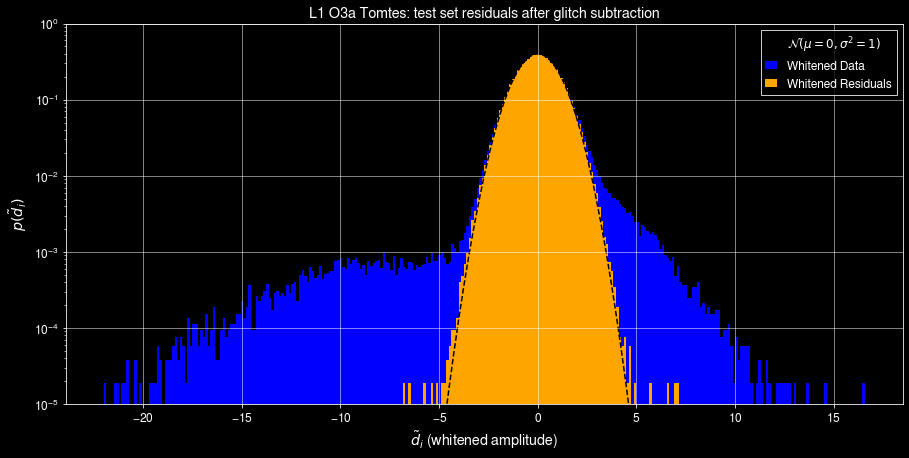 L1 O3a Tomtes: test set residuals after glitch subtraction
10⁰
10⁻¹
10⁻²
10⁻³
10⁻⁴
10⁻⁵
p(d̃ᵢ)
𝒩(μ = 0, σ² = 1)
Whitened Data
Whitened Residuals
−20 −15 −10 −5 0 5 10 15
d̃ᵢ (whitened amplitude)